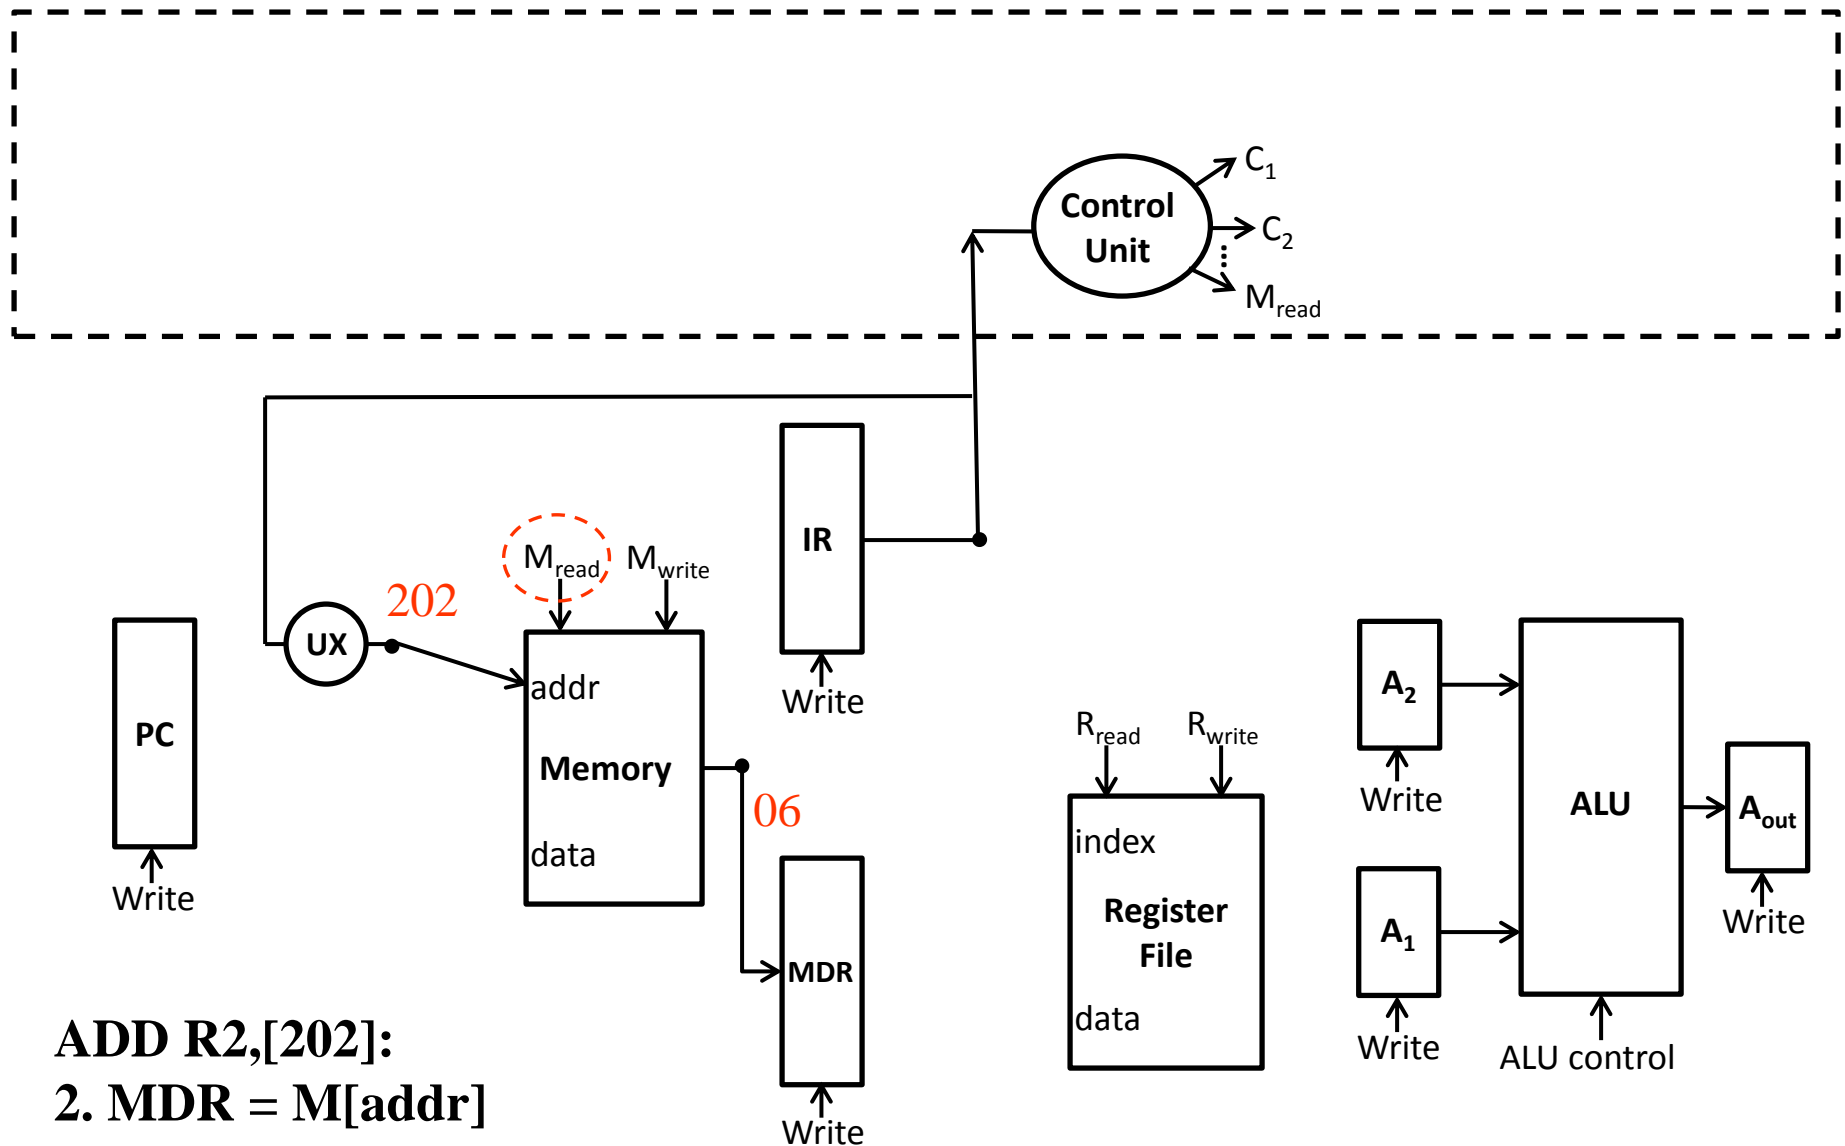 C1
Control
Unit
C2
Mread
IR
Mread
Mwrite
202
UX
addr
Memory
data
PC
Write
Write
06
MDR
Write
Rread
Rwrite
index
Register
File
data
A2
Write
A1
Write
ALU
ALU control
Aout
Write
ADD R2,[202]:
2. MDR = M[addr]